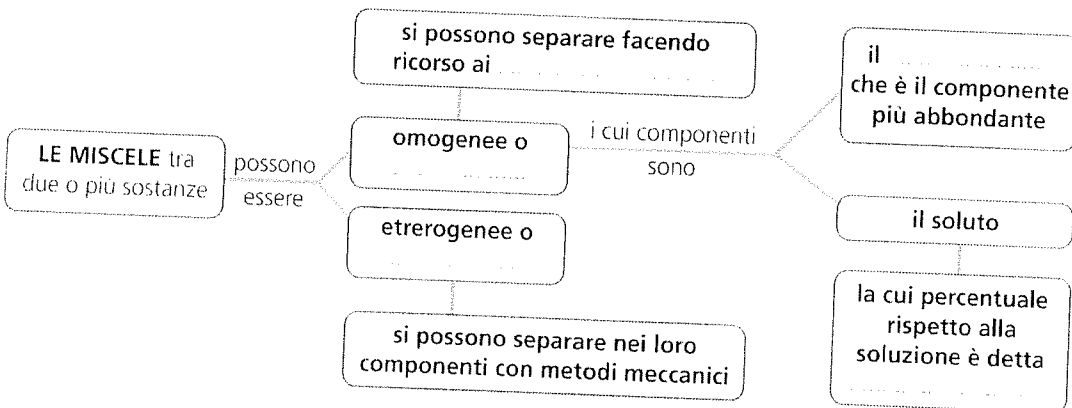 LE MISCELE tra
due o più sostanze
possono
essere
si possono separare facendo
ricorso ai . . . . . . . . . . . .
omogenee o
. . . . . . . . . . . .
etrerogenee o
. . . . . . . . . . . .
si possono separare nei loro
componenti con metodi meccanici
i cui componenti
sono
il . . . . . . . . . . . .
che è il componente
più abbondante
il soluto
la cui percentuale
rispetto alla
soluzione è detta
. . . . . . . . . . . .